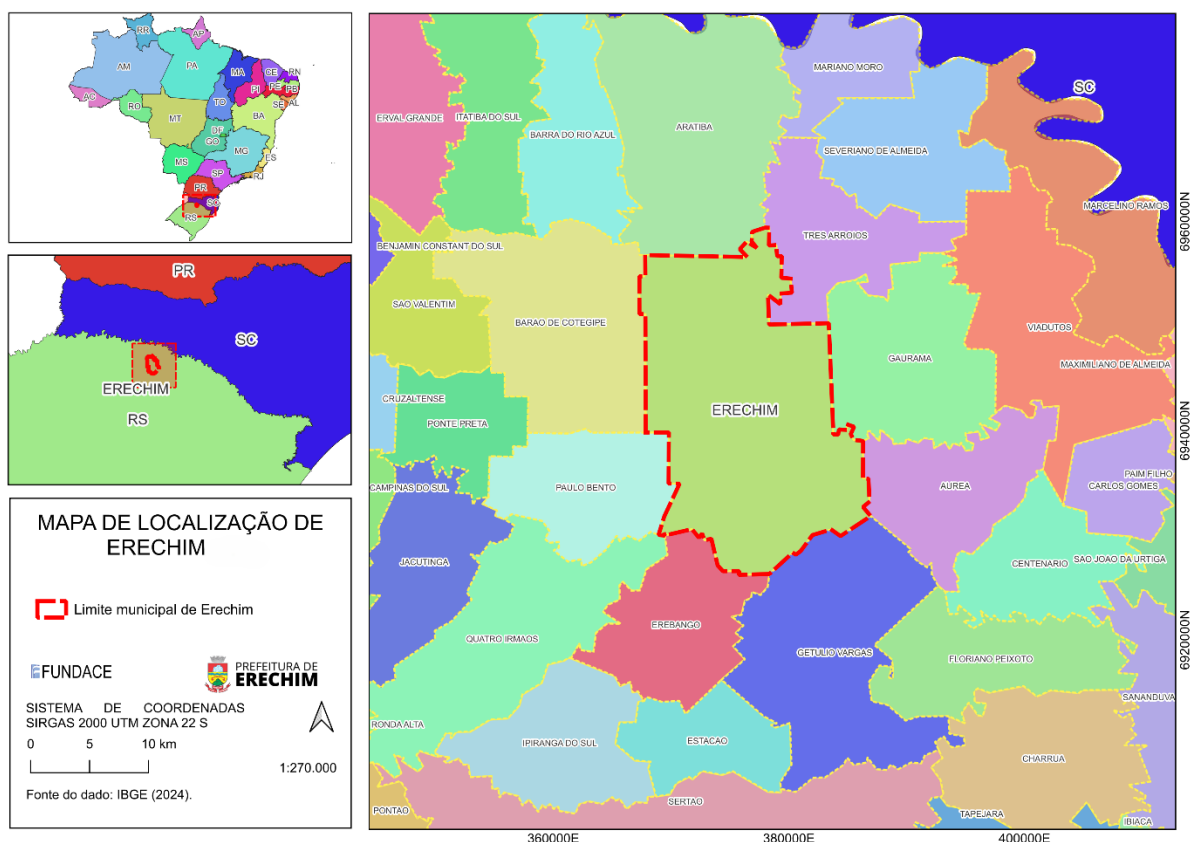 RR
AP
AM
PA
MA
CE
RN
PI
PE
PB
AC
TO
SE
AL
RO
BA
MT
DF
GO
MG
ES
MS
SP
RJ
PR
SC
RS
PR
SC
ERECHIM
RS
MAPA DE LOCALIZAÇÃO DE
ERECHIM
Limite municipal de Erechim
FUNDACE
PREFEITURA DE
ERECHIM
SISTEMA DE COORDENADAS
SIRGAS 2000 UTM ZONA 22 S
0 5 10 km
1:270.000
Fonte do dado: IBGE (2024).
MARIANO MORO
SC
ERVAL GRANDE
ITATIBA DO SUL
BARRA DO RIO AZUL
ARATIBA
SEVERIANO DE ALMEIDA
MARCELINO RAMOS
BENJAMIN CONSTANT DO SUL
TRES ARROIOS
SAO VALENTIM
BARAO DE COTEGIPE
VIADUTOS
GAURAMA
MAXIMILIANO DE ALMEIDA
CRUZALTENSE
PONTE PRETA
ERECHIM
CAMPINAS DO SUL
PAULO BENTO
AUREA
PAIM FILHO
CARLOS GOMES
JACUTINGA
CENTENARIO
SAO JOAO DA URTIGA
EREBANGO
QUATRO IRMAOS
GETULIO VARGAS
FLORIANO PEIXOTO
SANANDUVA
RONDA ALTA
IPIRANGA DO SUL
ESTACAO
CHARRUA
SERTAO
PONTAO
TAPEJARA
IBIACA
6960000N
6940000N
6920000N
360000E
380000E
400000E